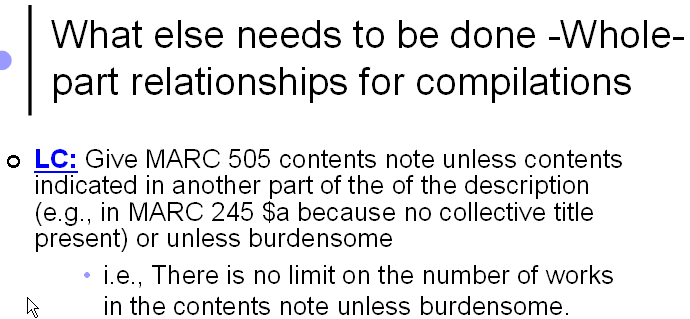 What else needs to be done -Whole-
part relationships for compilations
LC: Give MARC 505 contents note unless contents
indicated in another part of the of the description
(e.g., in MARC 245 $a because no collective title
present) or unless burdensome
i.e., There is no limit on the number of works
in the contents note unless burdensome.